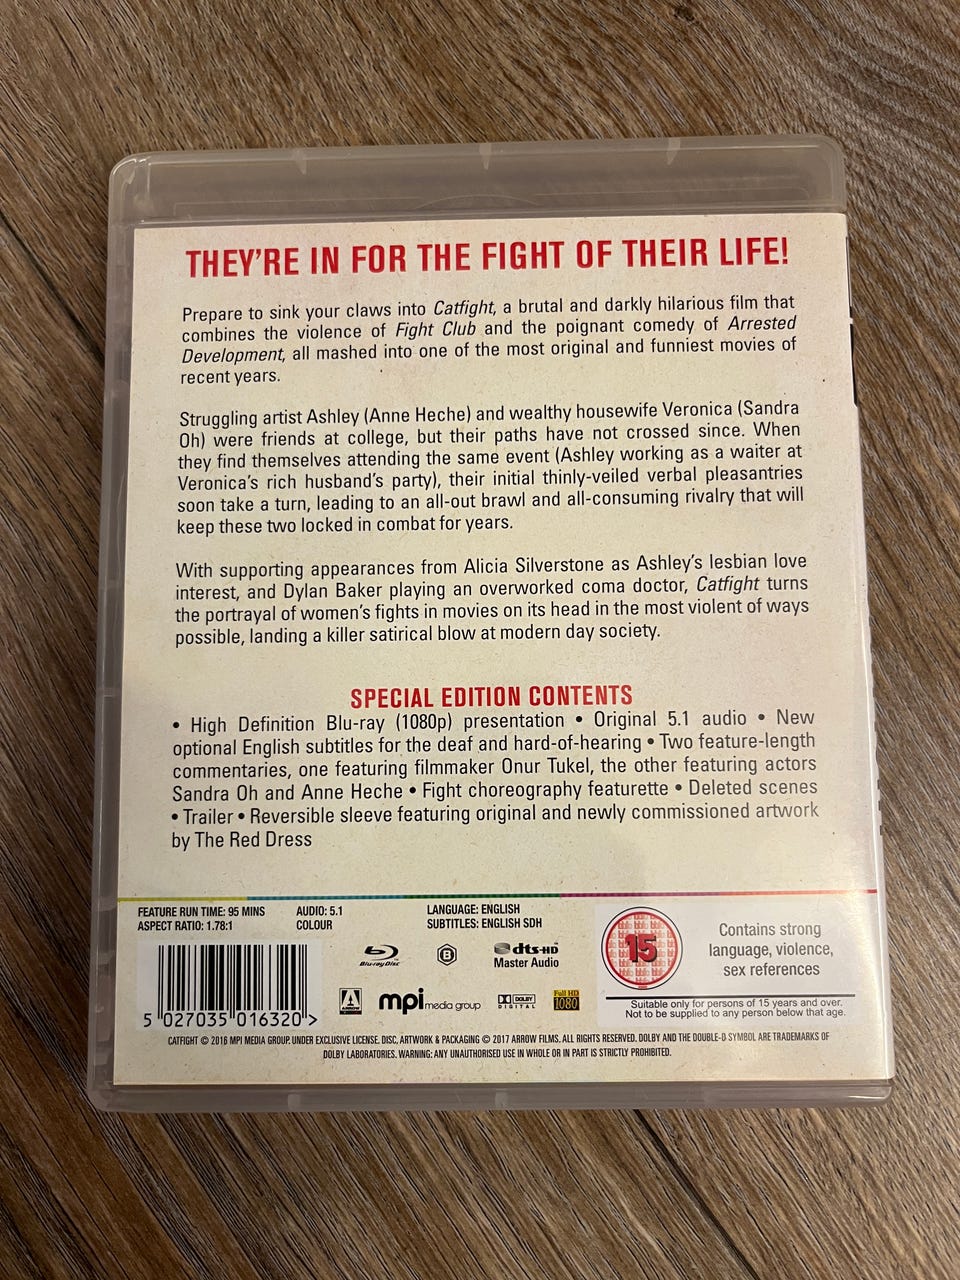 THEY'RE IN FOR THE FIGHT OF THEIR LIFE!
Prepare to sink your claws into Catfight, a brutal and darkly hilarious film that
combines the violence of Fight Club and the poignant comedy of Arrested
Development, all mashed into one of the most original and funniest movies of
recent years.
Struggling artist Ashley (Anne Heche) and wealthy housewife Veronica (Sandra
Oh) were friends at college, but their paths have not crossed since. When
they find themselves attending the same event (Ashley working as a waiter at
Veronica's rich husband's party), their initial thinly-veiled verbal pleasantries
soon take a turn, leading to an all-out brawl and all-consuming rivalry that will
keep these two locked in combat for years.
With supporting appearances from Alicia Silverstone as Ashley's lesbian love
interest, and Dylan Baker playing an overworked coma doctor, Catfight turns
the portrayal of women's fights in movies on its head in the most violent of ways
possible, landing a killer satirical blow at modern day society.
SPECIAL EDITION CONTENTS
• High Definition Blu-ray (1080p) presentation • Original 5.1 audio • New
optional English subtitles for the deaf and hard-of-hearing • Two feature-length
commentaries, one featuring filmmaker Onur Tukel, the other featuring actors
Sandra Oh and Anne Heche • Fight choreography featurette • Deleted scenes
• Trailer • Reversible sleeve featuring original and newly commissioned artwork
by The Red Dress
FEATURE RUN TIME: 95 MINS AUDIO: 5.1 LANGUAGE: ENGLISH
ASPECT RATIO: 1.78:1 COLOUR SUBTITLES: ENGLISH SDH
Blu-ray Disc B dts-HD
Master Audio
15
Contains strong
language, violence,
sex references
ARROW mpi media group DOLBY DIGITAL Full HD 1080
Suitable only for persons of 15 years and over.
Not to be supplied to any person below that age.
5 027035 016320 >
CATFIGHT © 2016 MPI MEDIA GROUP. UNDER EXCLUSIVE LICENSE. DISC, ARTWORK & PACKAGING © 2017 ARROW FILMS. ALL RIGHTS RESERVED. DOLBY AND THE DOUBLE-D SYMBOL ARE TRADEMARKS OF
DOLBY LABORATORIES. WARNING: ANY UNAUTHORISED USE IN WHOLE OR IN PART IS STRICTLY PROHIBITED.